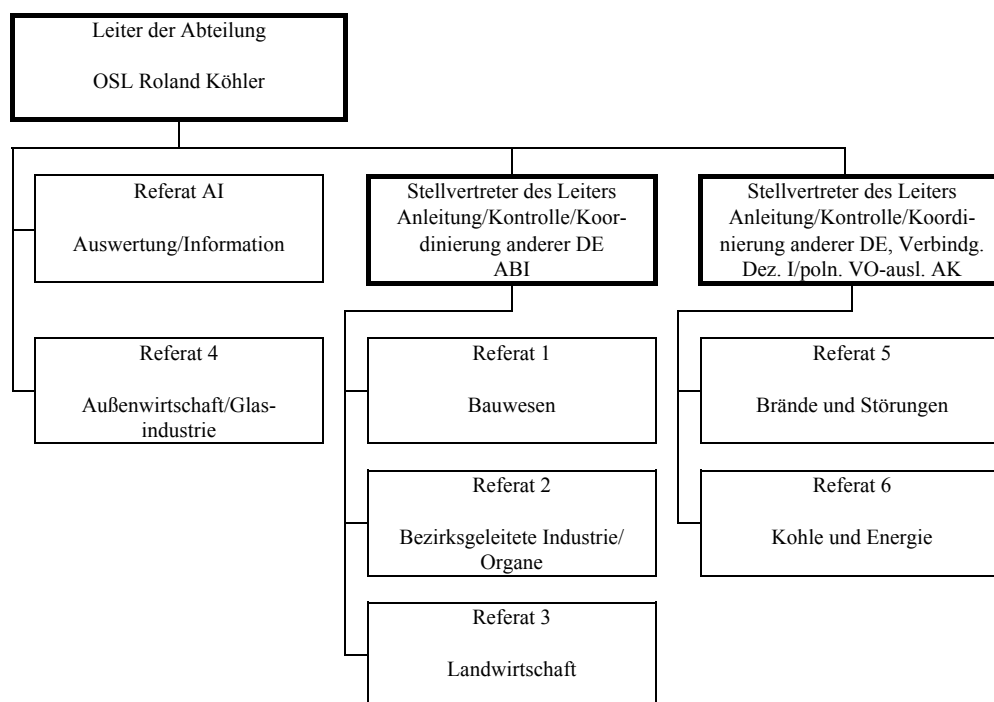 Leiter der Abteilung
OSL Roland Köhler
Referat AI
Auswertung/Information
Stellvertreter des Leiters
Anleitung/Kontrolle/Koor-
dinierung anderer DE
ABI
Stellvertreter des Leiters
Anleitung/Kontrolle/Koordi-
nierung anderer DE, Verbindg.
Dez. I/poln. VO-ausl. AK
Referat 4
Außenwirtschaft/Glas-
industrie
Referat 1
Bauwesen
Referat 5
Brände und Störungen
Referat 2
Bezirksgeleitete Industrie/
Organe
Referat 6
Kohle und Energie
Referat 3
Landwirtschaft